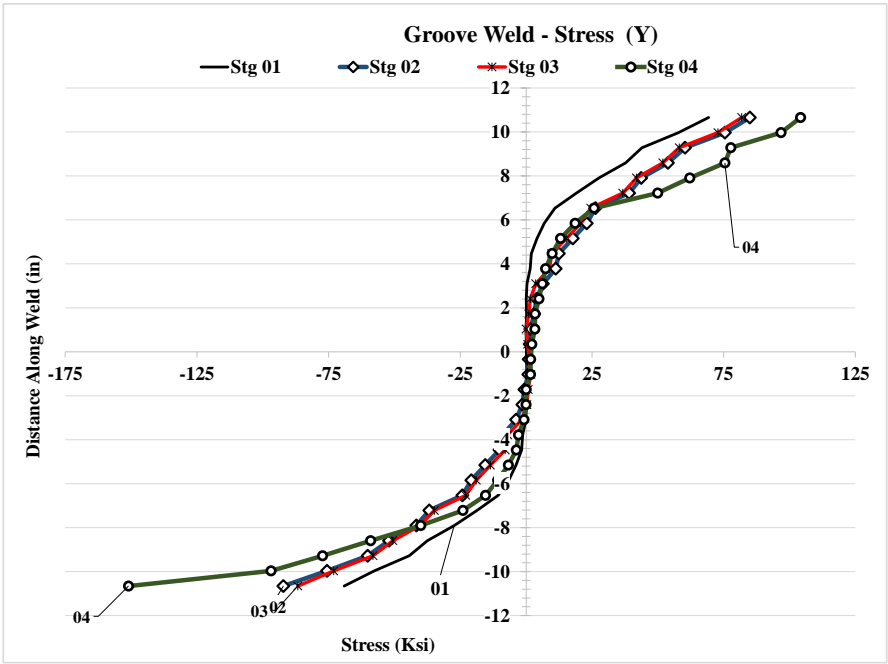 Groove Weld - Stress (Y)
Stg 01 Stg 02 Stg 03 Stg 04
12
10
8
6
04
4
2
0
-175 -125 -75 -25 25 75 125
-2
-4
-6
-8
01
-10
04 03 02
-12
Distance Along Weld (in)
Stress (Ksi)